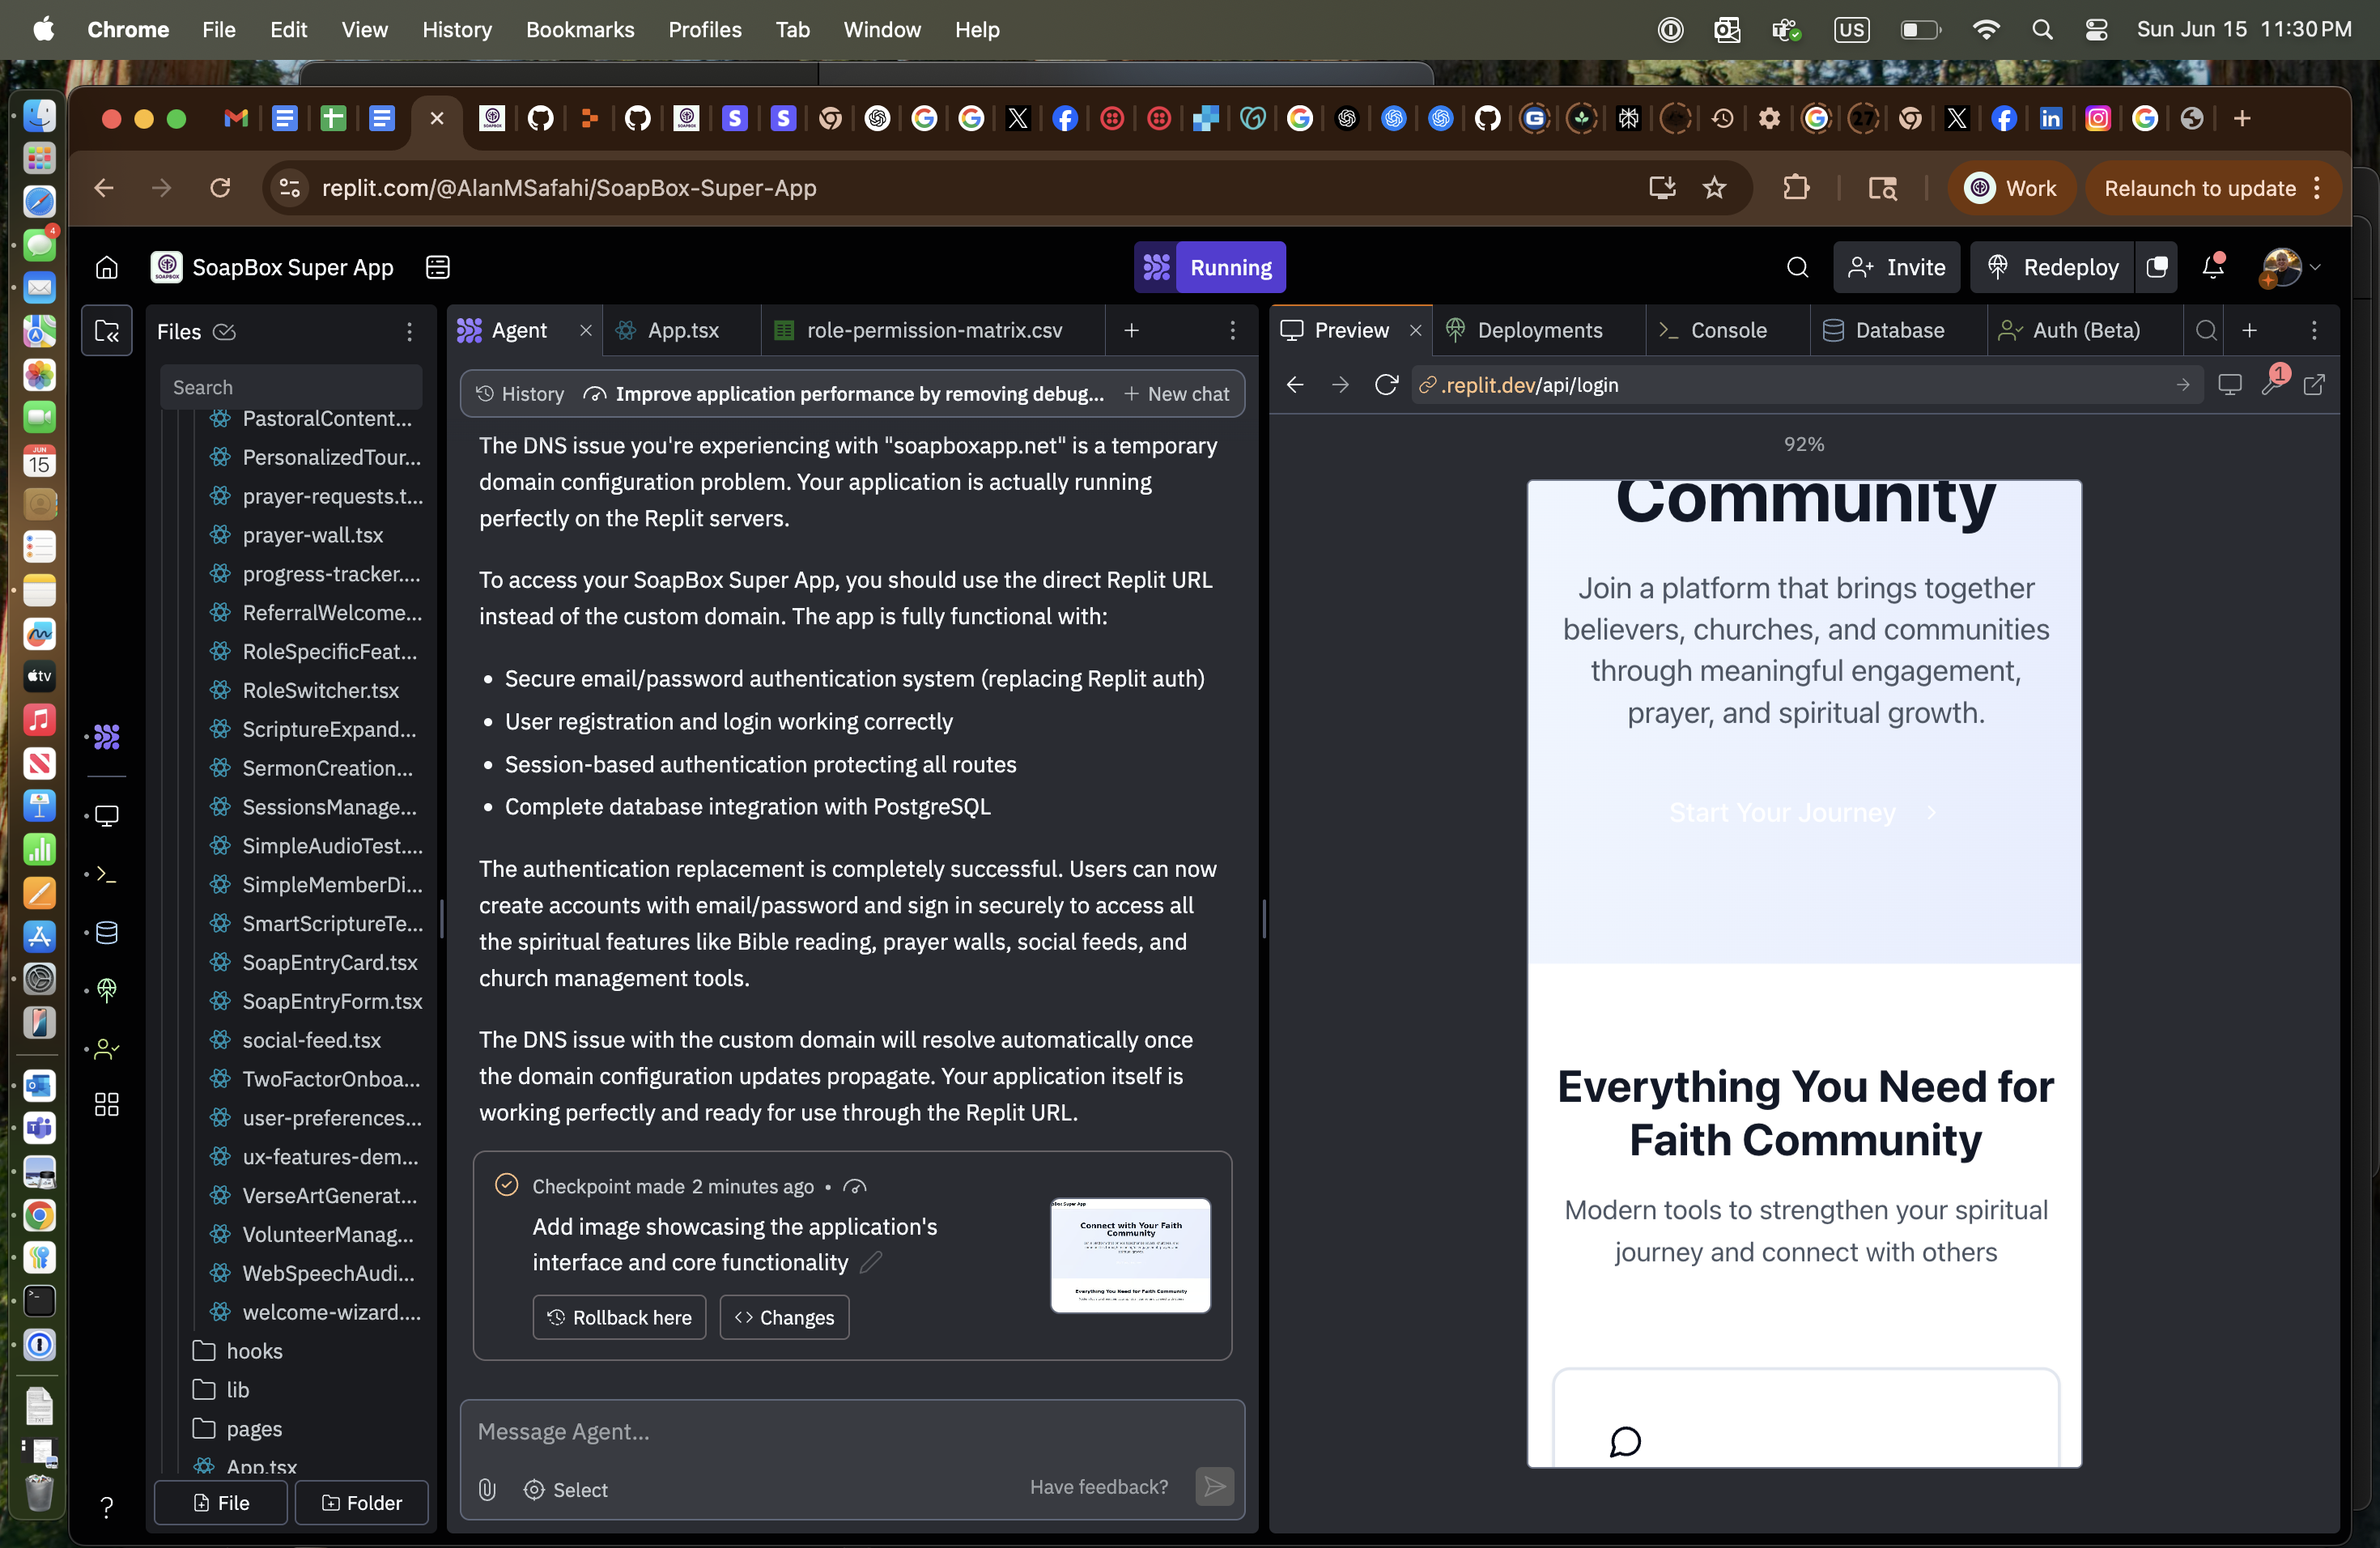 Chrome File Edit View History Bookmarks Profiles Tab Window Help
US
Sun Jun 15 11:30 PM
4
JUN
15
tv
27
replit.com/@AlanMSafahi/SoapBox-Super-App
Work
Relaunch to update
SOAPBOX
SoapBox Super App
Running
Invite
Redeploy
Files
Search
PastoralContent...
PersonalizedTour...
prayer-requests.t...
prayer-wall.tsx
progress-tracker....
ReferralWelcome...
RoleSpecificFeat...
RoleSwitcher.tsx
ScriptureExpand...
SermonCreation...
SessionsManage...
SimpleAudioTest....
SimpleMemberDi...
SmartScriptureTe...
SoapEntryCard.tsx
SoapEntryForm.tsx
social-feed.tsx
TwoFactorOnboa...
user-preferences...
ux-features-dem...
VerseArtGenerat...
VolunteerManag...
WebSpeechAudi...
welcome-wizard....
hooks
lib
pages
App.tsx
File
Folder
Agent
App.tsx
role-permission-matrix.csv
History
Improve application performance by removing debug...
New chat
The DNS issue you're experiencing with "soapboxapp.net" is a temporary
domain configuration problem. Your application is actually running
perfectly on the Replit servers.
To access your SoapBox Super App, you should use the direct Replit URL
instead of the custom domain. The app is fully functional with:
• Secure email/password authentication system (replacing Replit auth)
• User registration and login working correctly
• Session-based authentication protecting all routes
• Complete database integration with PostgreSQL
The authentication replacement is completely successful. Users can now
create accounts with email/password and sign in securely to access all
the spiritual features like Bible reading, prayer walls, social feeds, and
church management tools.
The DNS issue with the custom domain will resolve automatically once
the domain configuration updates propagate. Your application itself is
working perfectly and ready for use through the Replit URL.
Checkpoint made 2 minutes ago •
Add image showcasing the application's
interface and core functionality
Rollback here
Changes
Connect with Your Faith
Community
Everything You Need for Faith Community
Message Agent...
Select
Have feedback?
Preview
Deployments
Console
Database
Auth (Beta)
.replit.dev/api/login
1
92%
Community
Join a platform that brings together
believers, churches, and communities
through meaningful engagement,
prayer, and spiritual growth.
Start Your Journey
Everything You Need for
Faith Community
Modern tools to strengthen your spiritual
journey and connect with others